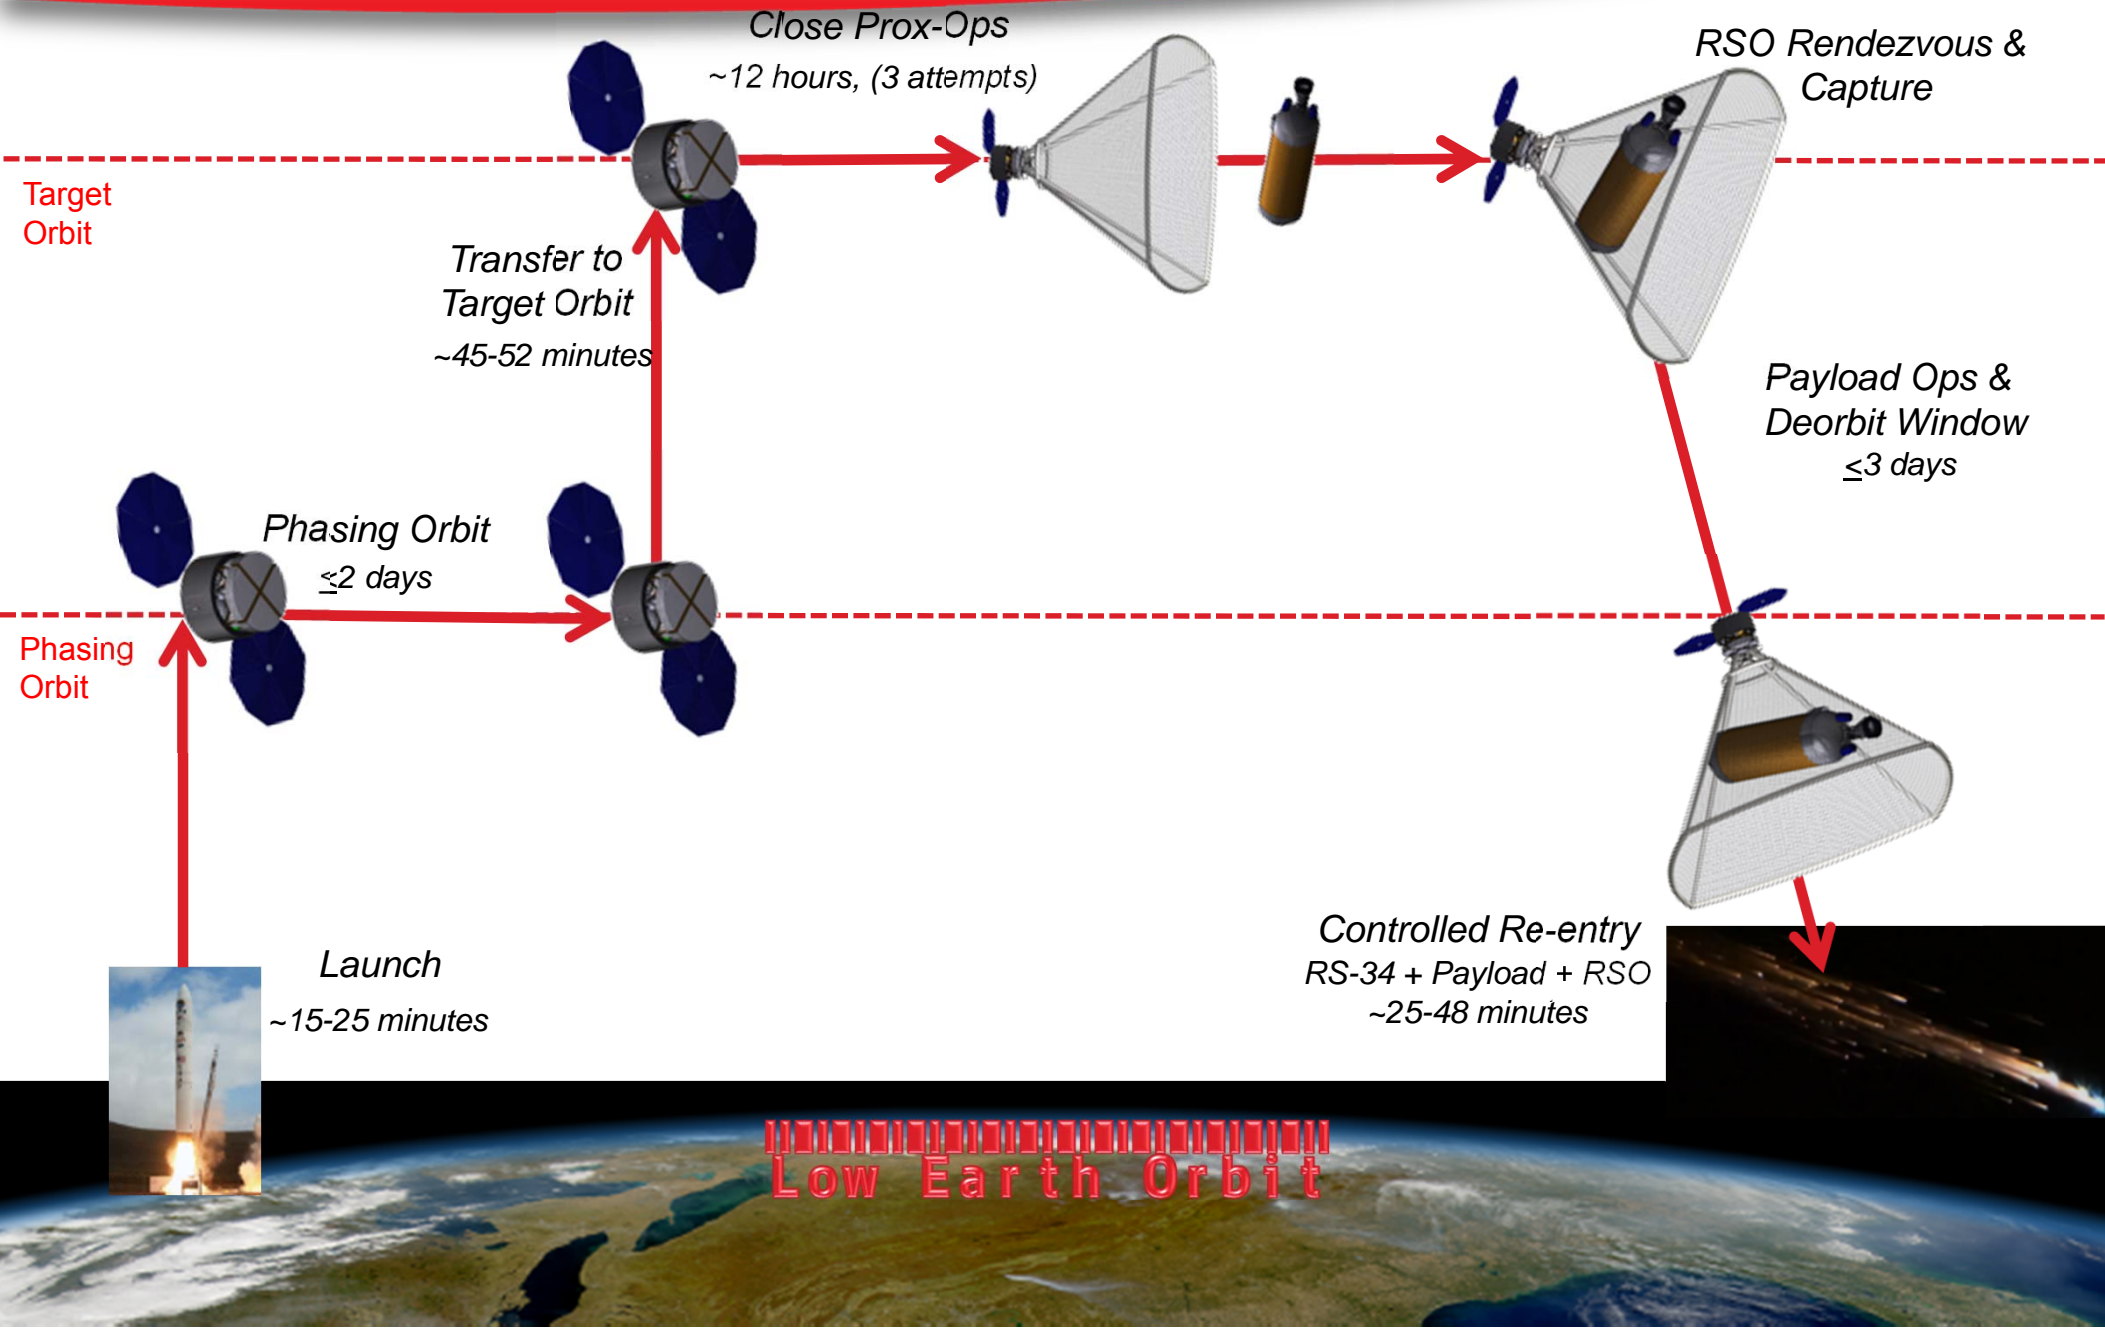 Close Prox-Ops
~12 hours, (3 attempts)
RSO Rendezvous &
Capture
Target
Orbit
Transfer to
Target Orbit
~45-52 minutes
Payload Ops &
Deorbit Window
≤3 days
Phasing Orbit
≤2 days
Phasing
Orbit
Launch
~15-25 minutes
Controlled Re-entry
RS-34 + Payload + RSO
~25-48 minutes
Low Earth Orbit